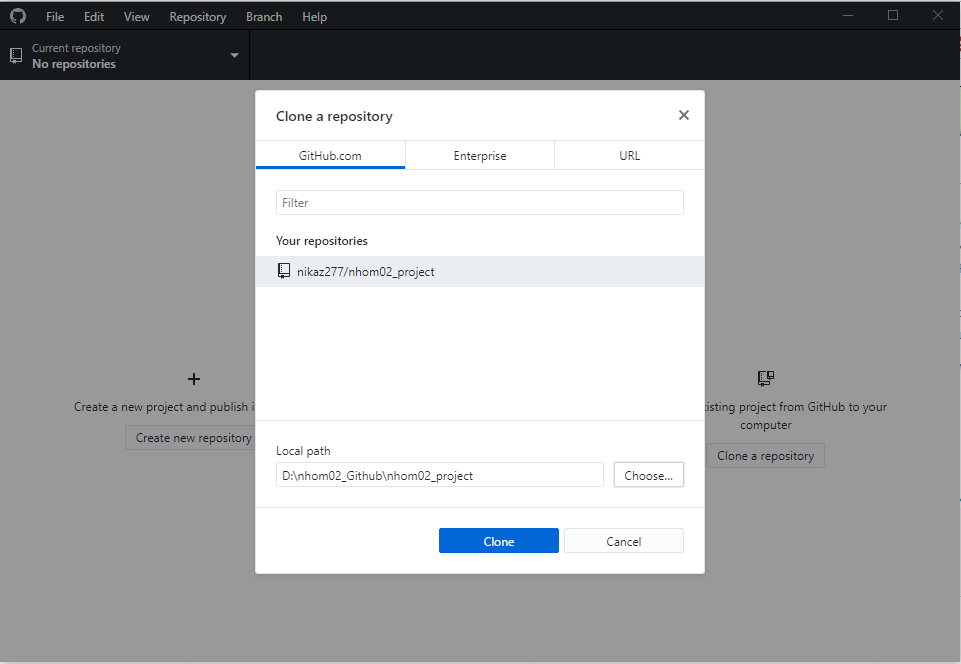 File Edit View Repository Branch Help
Current repository
No repositories
Clone a repository
GitHub.com Enterprise URL
Filter
Your repositories
nikaz277/nhom02_project
Create a new project and publish i
Create new repository
isting project from GitHub to your
computer
Clone a repository
Local path
D:\nhom02_Github\nhom02_project
Choose...
Clone Cancel